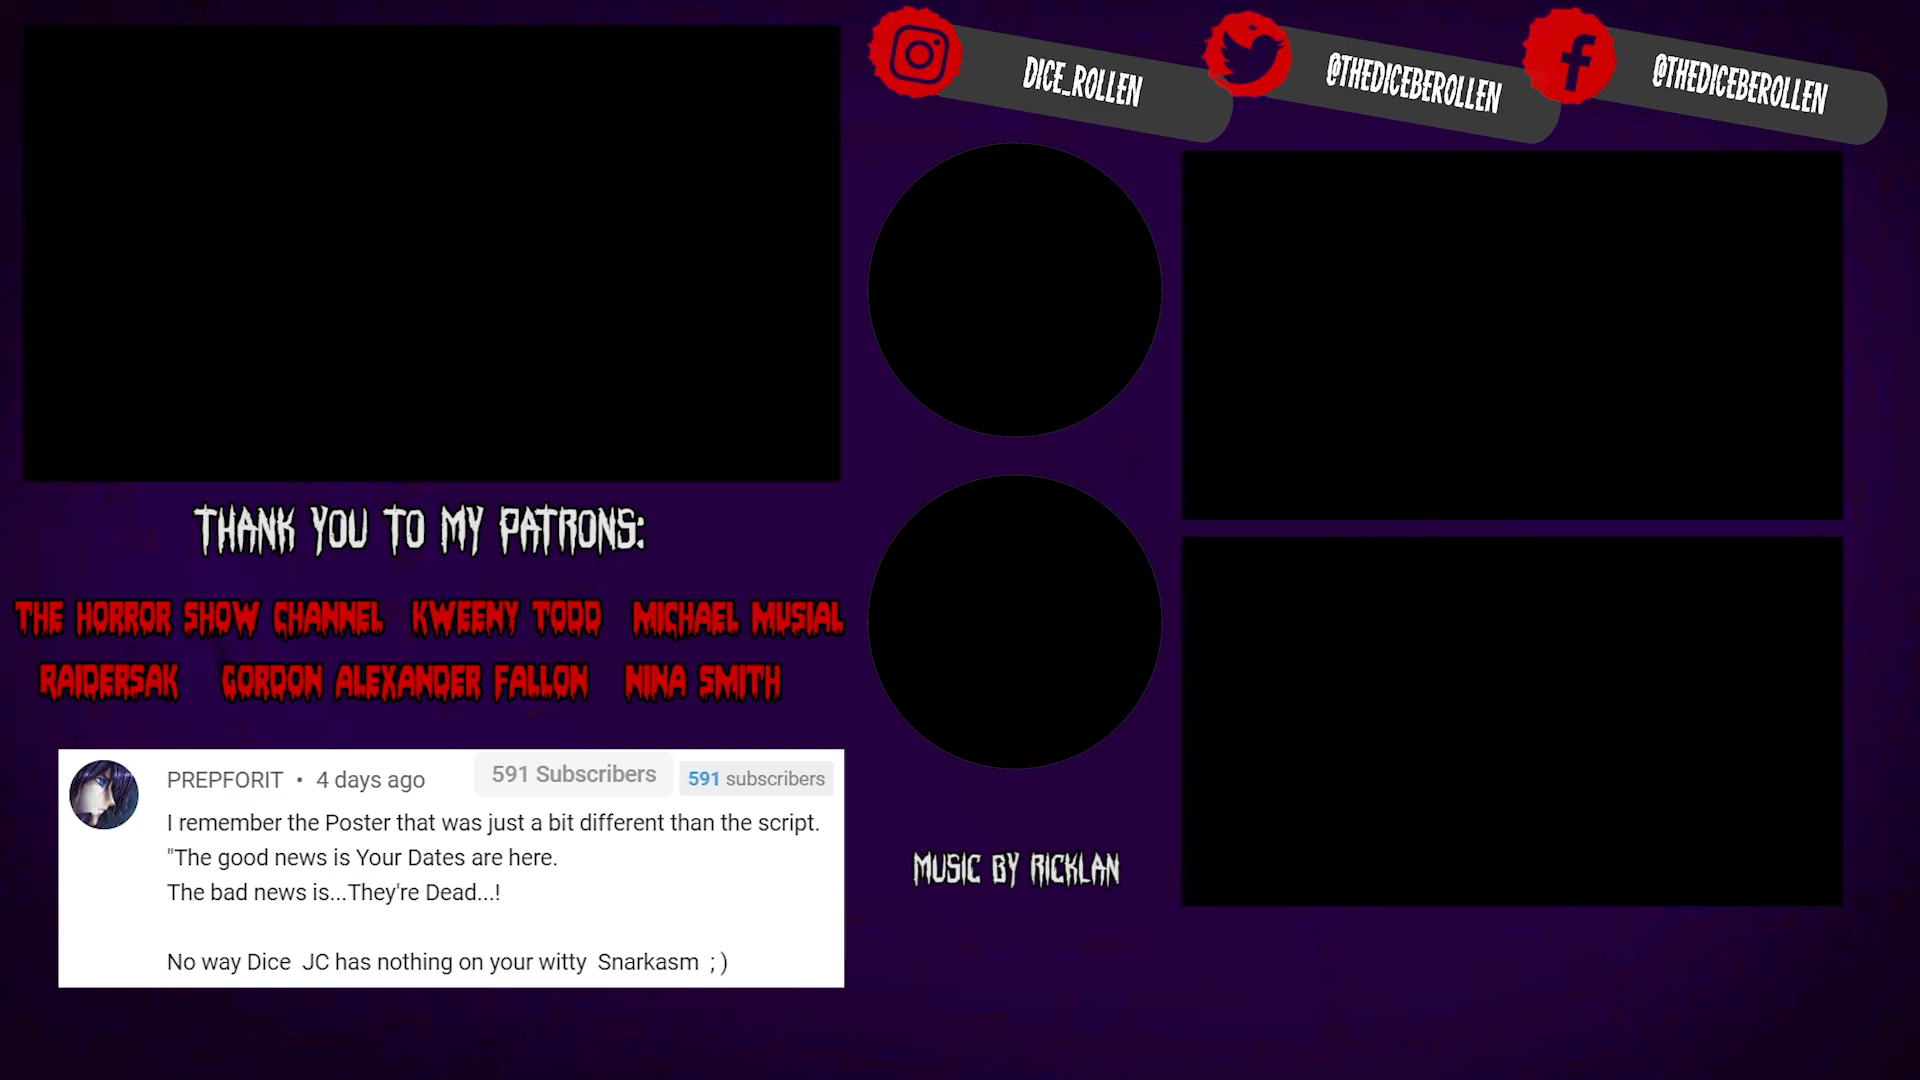 DICE_ROLLEN
@THEDICEBEROLLEN
@THEDICEBEROLLEN
THANK YOU TO MY PATRONS:
THE HORROR SHOW CHANNEL KWEENY TODD MICHAEL MUSIAL
RAIDERSAK GORDON ALEXANDER FALLON NINA SMITH
PREPFORIT • 4 days ago 591 Subscribers 591 subscribers
I remember the Poster that was just a bit different than the script.
"The good news is Your Dates are here.
The bad news is...They're Dead...!
No way Dice JC has nothing on your witty Snarkasm ; )
MUSIC BY RICKLAN